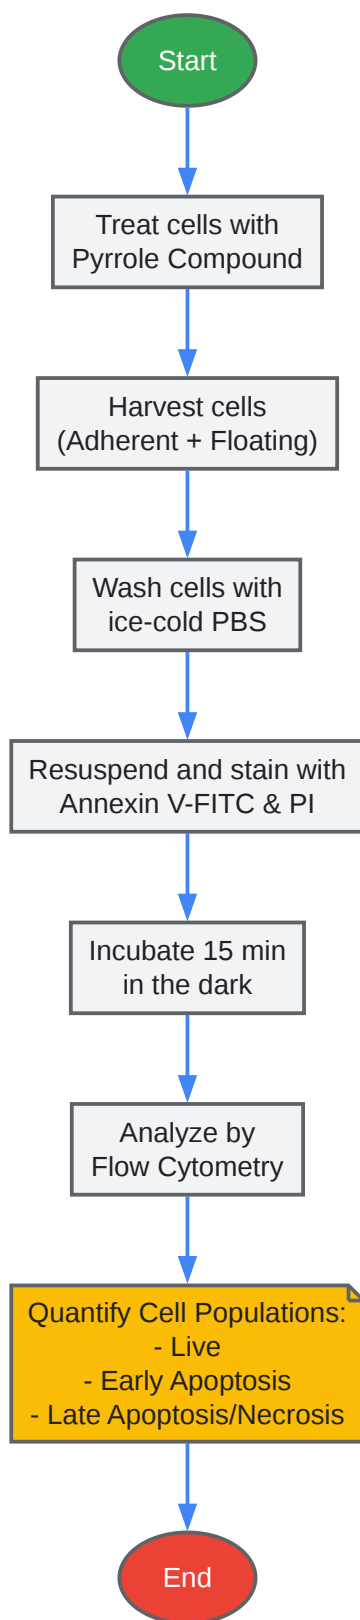 Start
Treat cells with
Pyrrole Compound
Harvest cells
(Adherent + Floating)
Wash cells with
ice-cold PBS
Resuspend and stain with
Annexin V-FITC & PI
Incubate 15 min
in the dark
Analyze by
Flow Cytometry
Quantify Cell Populations:
- Live
- Early Apoptosis
- Late Apoptosis/Necrosis
End